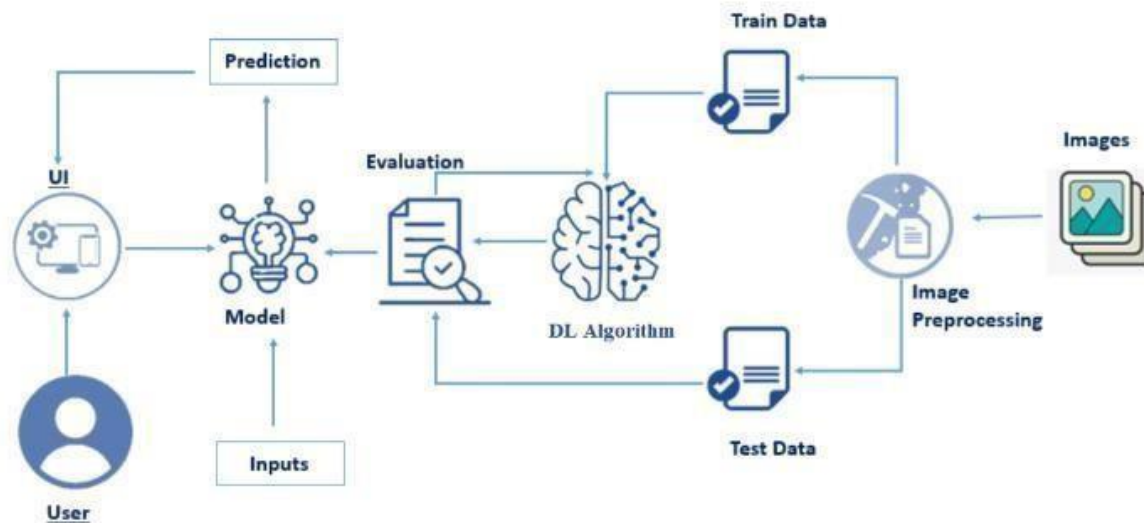 Train Data
Prediction
Images
Evaluation
UI
Model
DL Algorithm
Image
Preprocessing
Inputs
Test Data
User